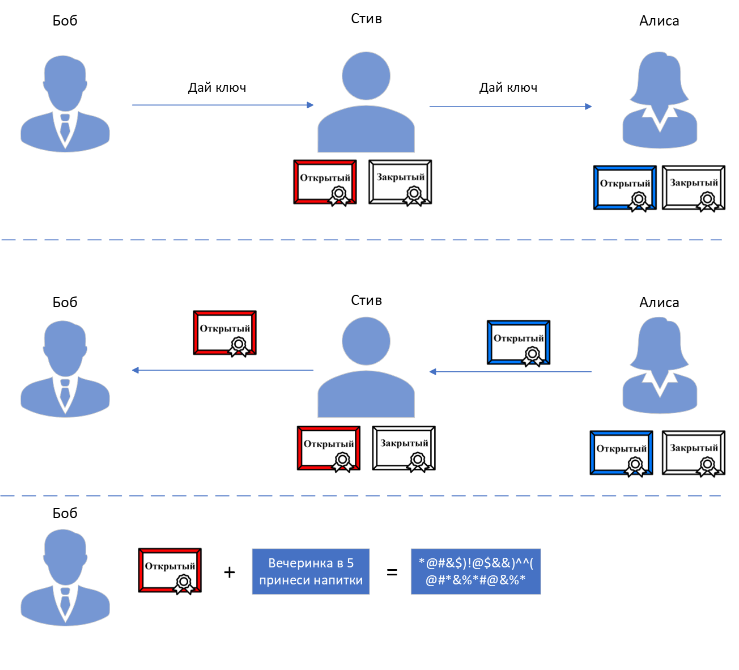 Боб
Стив
Алиса
Дай ключ
Дай ключ
Открытый
Закрытый
Открытый
Закрытый
Боб
Стив
Алиса
Открытый
Открытый
Открытый
Закрытый
Открытый
Закрытый
Боб
Открытый
+
Вечеринка в 5
принеси напитки
=
*@#&$)!@$&&)^^(
@#*&%*#@&%*